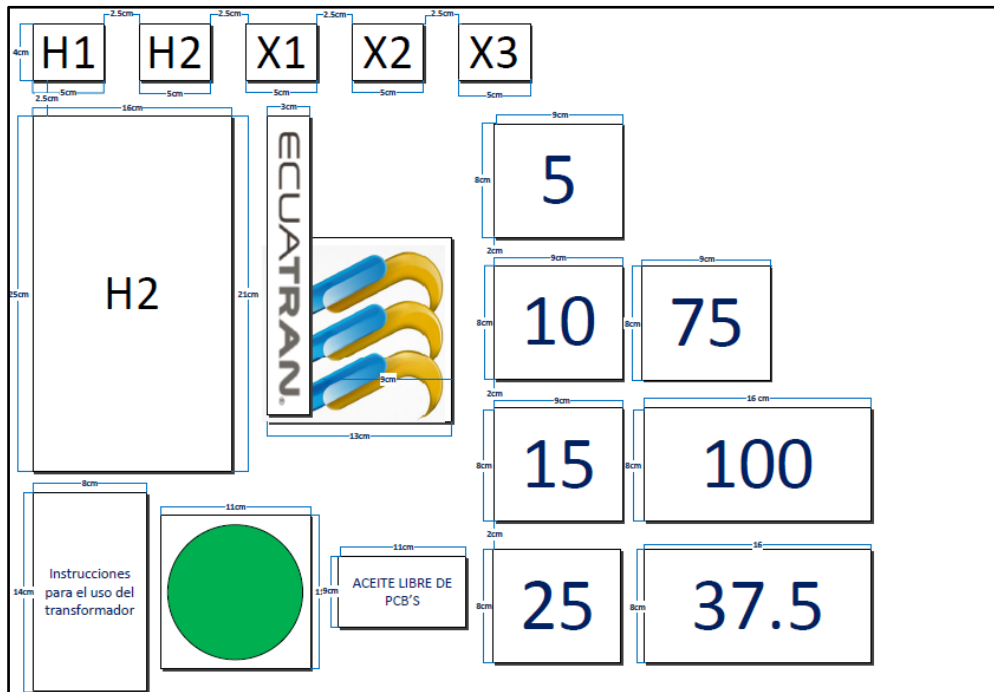 2.5cm 2.5cm 2.5cm 2.5cm
4cm H1 H2 X1 X2 X3
5cm 5cm 5cm 5cm 5cm
2.5cm
16cm 3cm 9cm
ECUATRAN®
8cm 5
2cm
9cm 9cm
25cm H2 21cm
8cm 10 8cm 75
9cm
2cm
9cm 16 cm
13cm
8cm 15 8cm 100
8cm
11cm
2cm
11cm 16
Instrucciones
para el uso del
transformador
14cm
9cm
ACEITE LIBRE DE
PCB'S
8cm 25 8cm 37.5